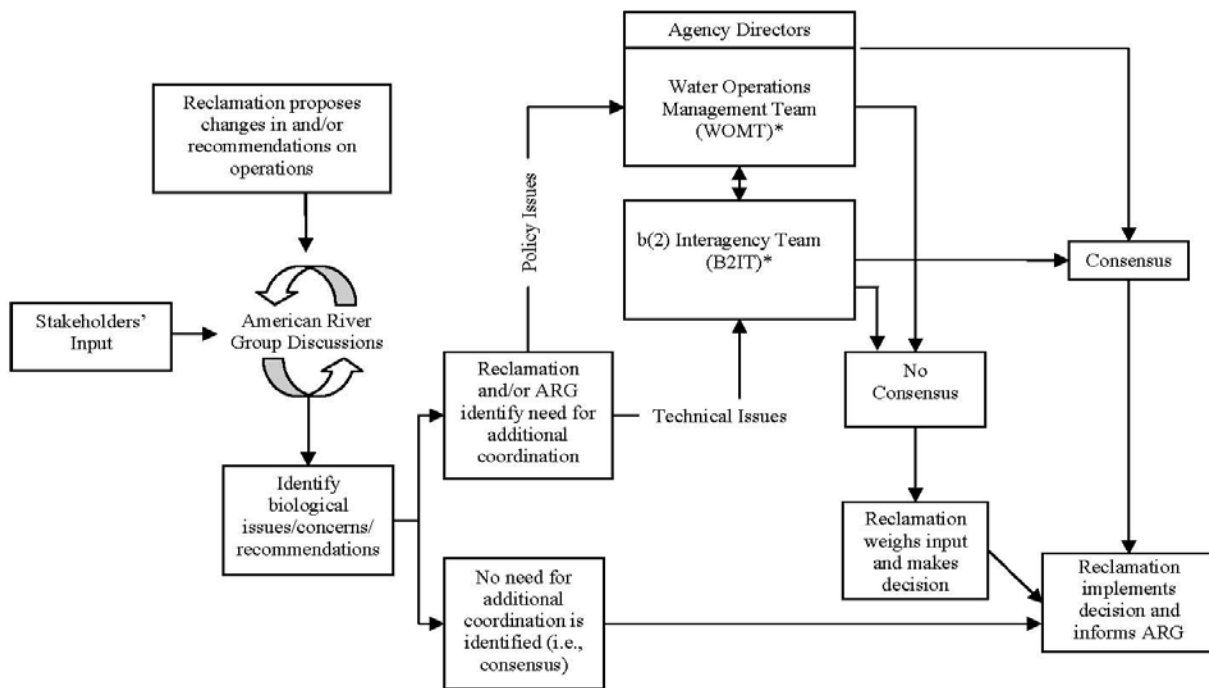 Reclamation proposes
changes in and/or
recommendations on
operations
Stakeholders'
Input
American River
Group Discussions
Identify
biological
issues/concerns/
recommendations
Reclamation
and/or ARG
identify need for
additional
coordination
No need for
additional
coordination is
identified (i.e.,
consensus)
Policy Issues
Technical Issues
Agency Directors
Water Operations
Management Team
(WOMT)*
b(2) Interagency Team
(B2IT)*
Consensus
No
Consensus
Reclamation
weighs input
and makes
decision
Reclamation
implements
decision and
informs ARG